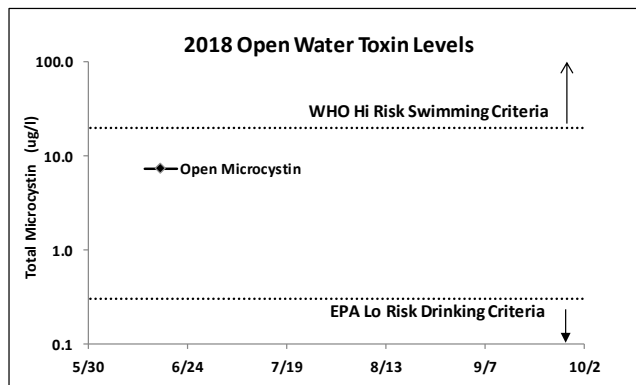 2018 Open Water Toxin Levels
100.0
WHO Hi Risk Swimming Criteria
10.0
Open Microcystin
Total Microcystin (ug/l)
1.0
EPA Lo Risk Drinking Criteria
0.1
5/30 6/24 7/19 8/13 9/7 10/2